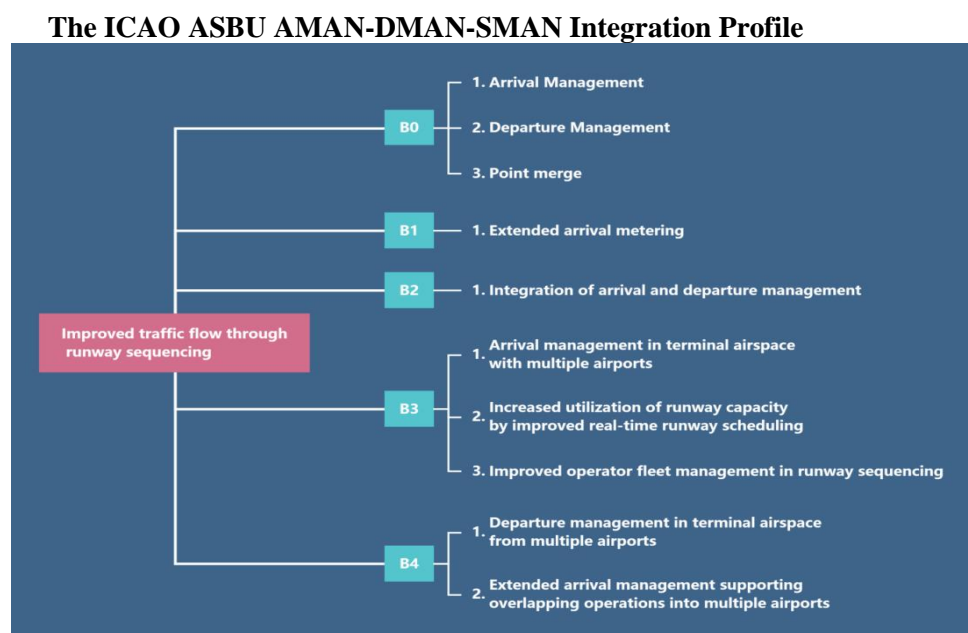 The ICAO ASBU AMAN-DMAN-SMAN Integration Profile
Improved traffic flow through
runway sequencing
B0
1. Arrival Management
2. Departure Management
3. Point merge
B1
1. Extended arrival metering
B2
1. Integration of arrival and departure management
B3
1. Arrival management in terminal airspace
with multiple airports
2. Increased utilization of runway capacity
by improved real-time runway scheduling
3. Improved operator fleet management in runway sequencing
B4
1. Departure management in terminal airspace
from multiple airports
2. Extended arrival management supporting
overlapping operations into multiple airports